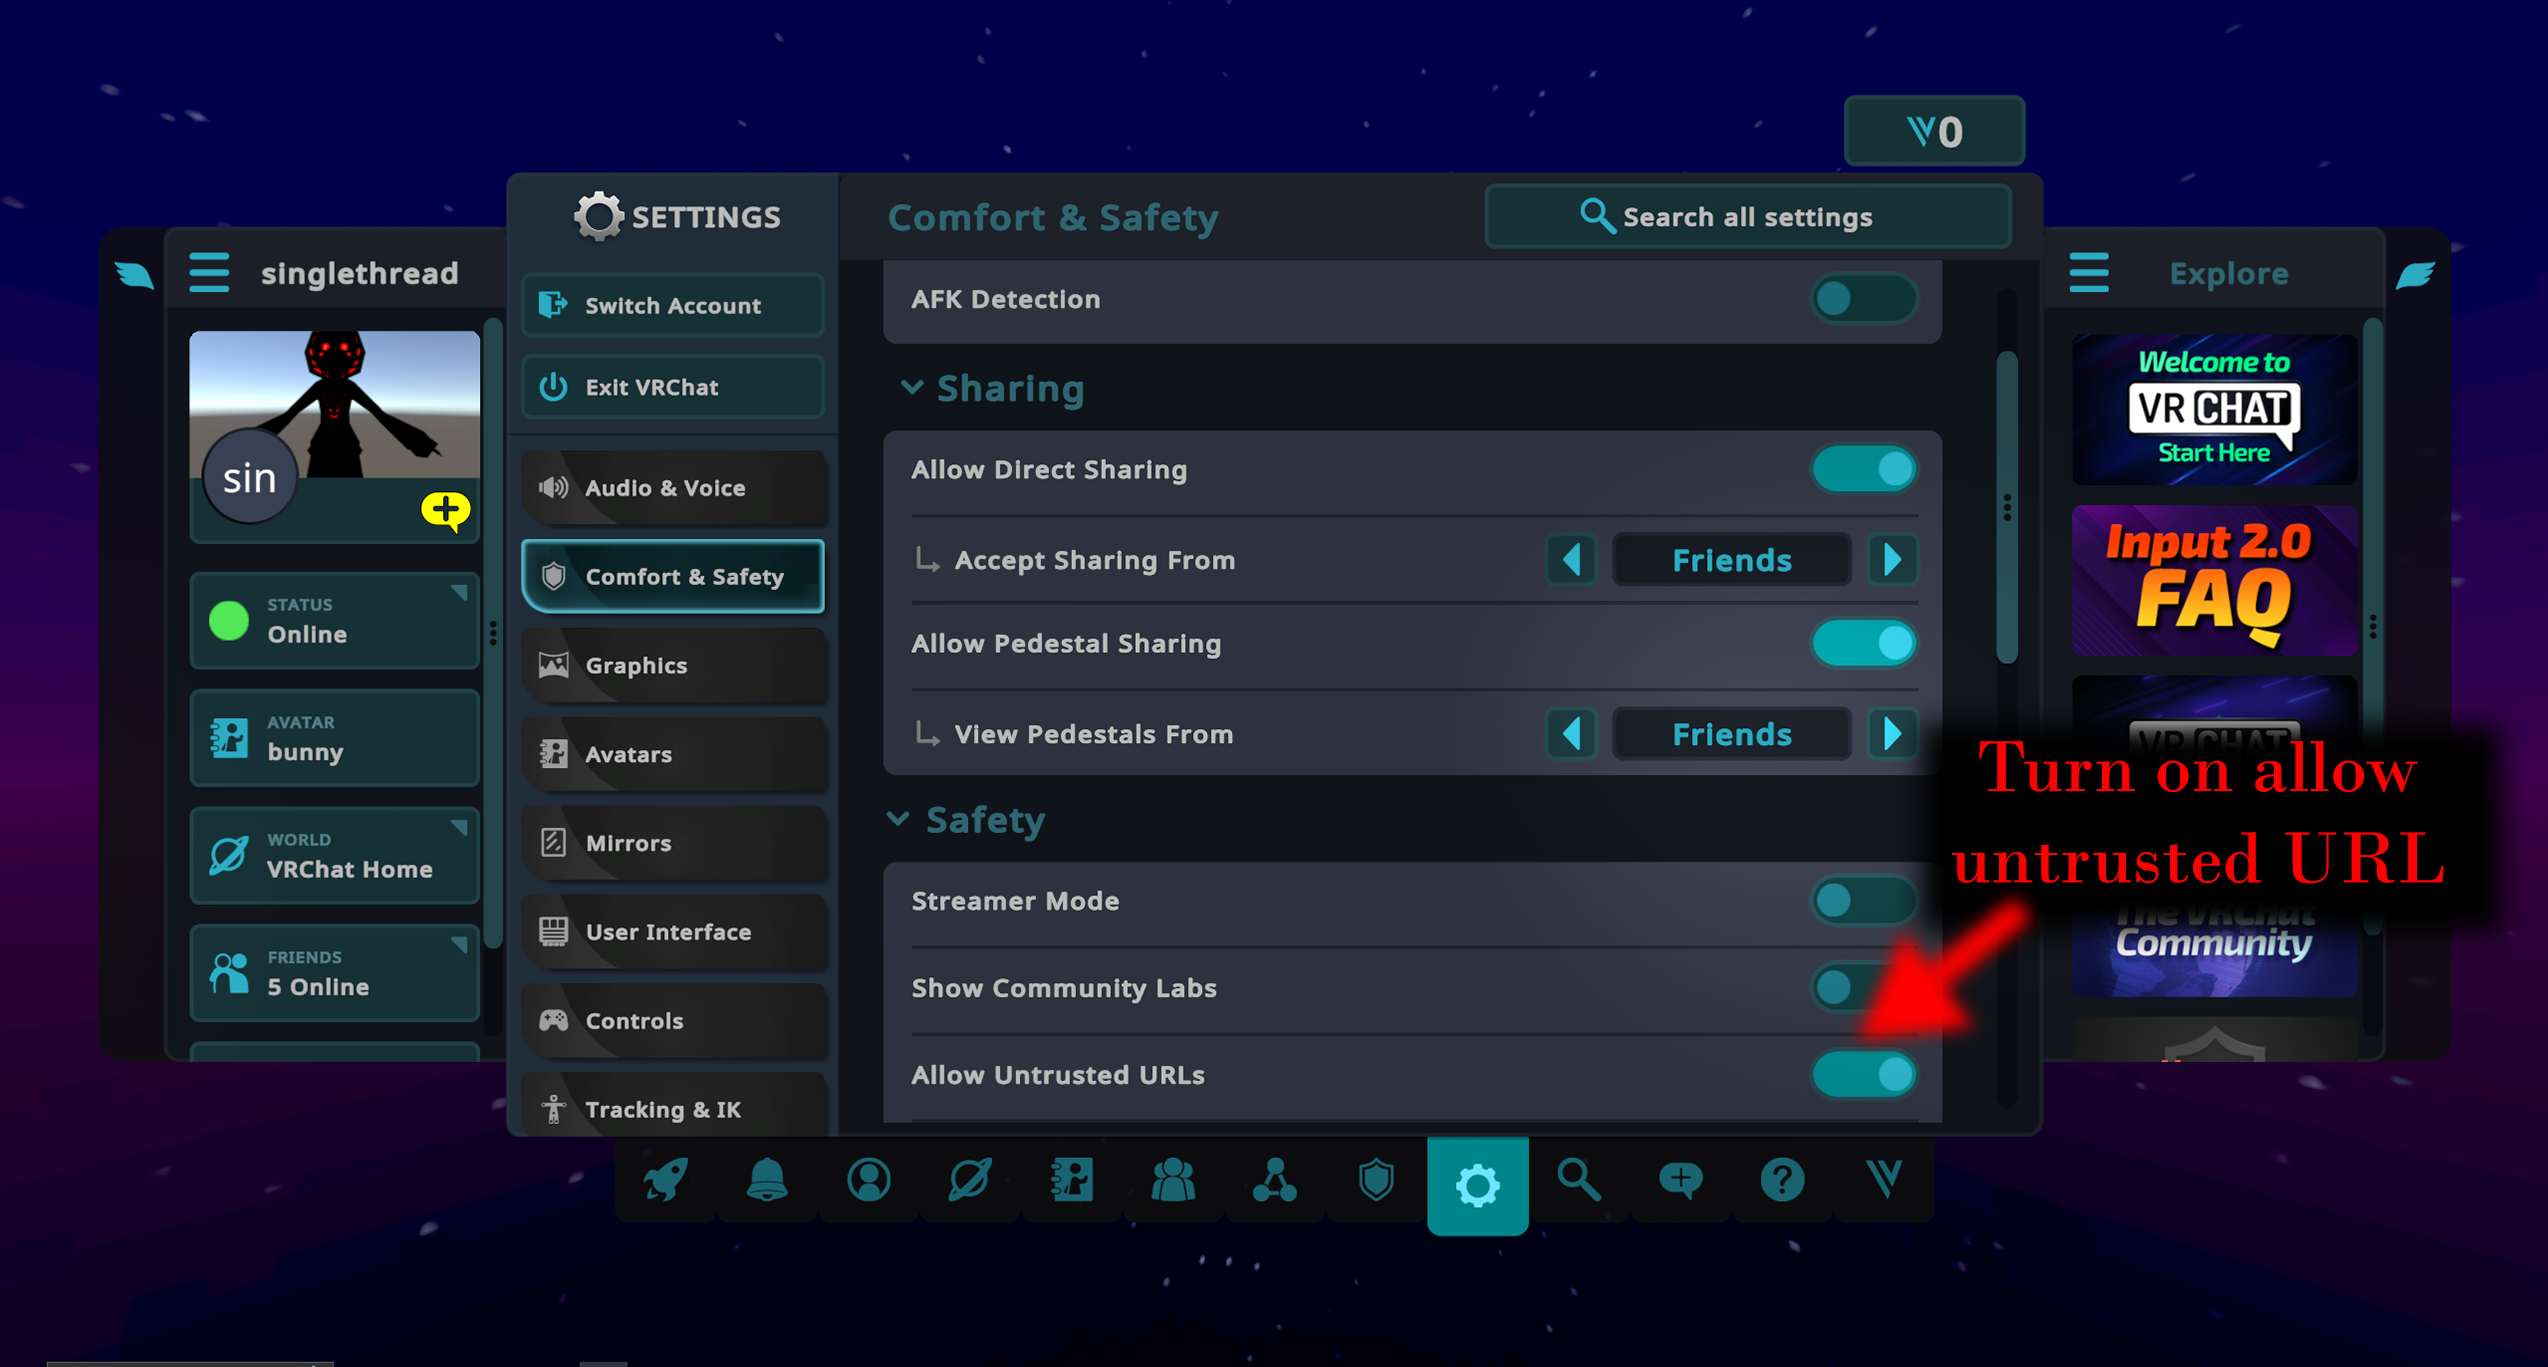 V0
SETTINGS
Comfort & Safety
Search all settings
singlethread
sin
STATUS
Online
AVATAR
bunny
WORLD
VRChat Home
FRIENDS
5 Online
Switch Account
Exit VRChat
Audio & Voice
Comfort & Safety
Graphics
Avatars
Mirrors
User Interface
Controls
Tracking & IK
AFK Detection
Sharing
Allow Direct Sharing
Accept Sharing From
Friends
Allow Pedestal Sharing
View Pedestals From
Friends
Safety
Streamer Mode
Show Community Labs
Allow Untrusted URLs
Explore
Welcome to
VRCHAT
Start Here
Input 2.0
FAQ
VRCHAT
Turn on allow
untrusted URL
The VRChat
Community